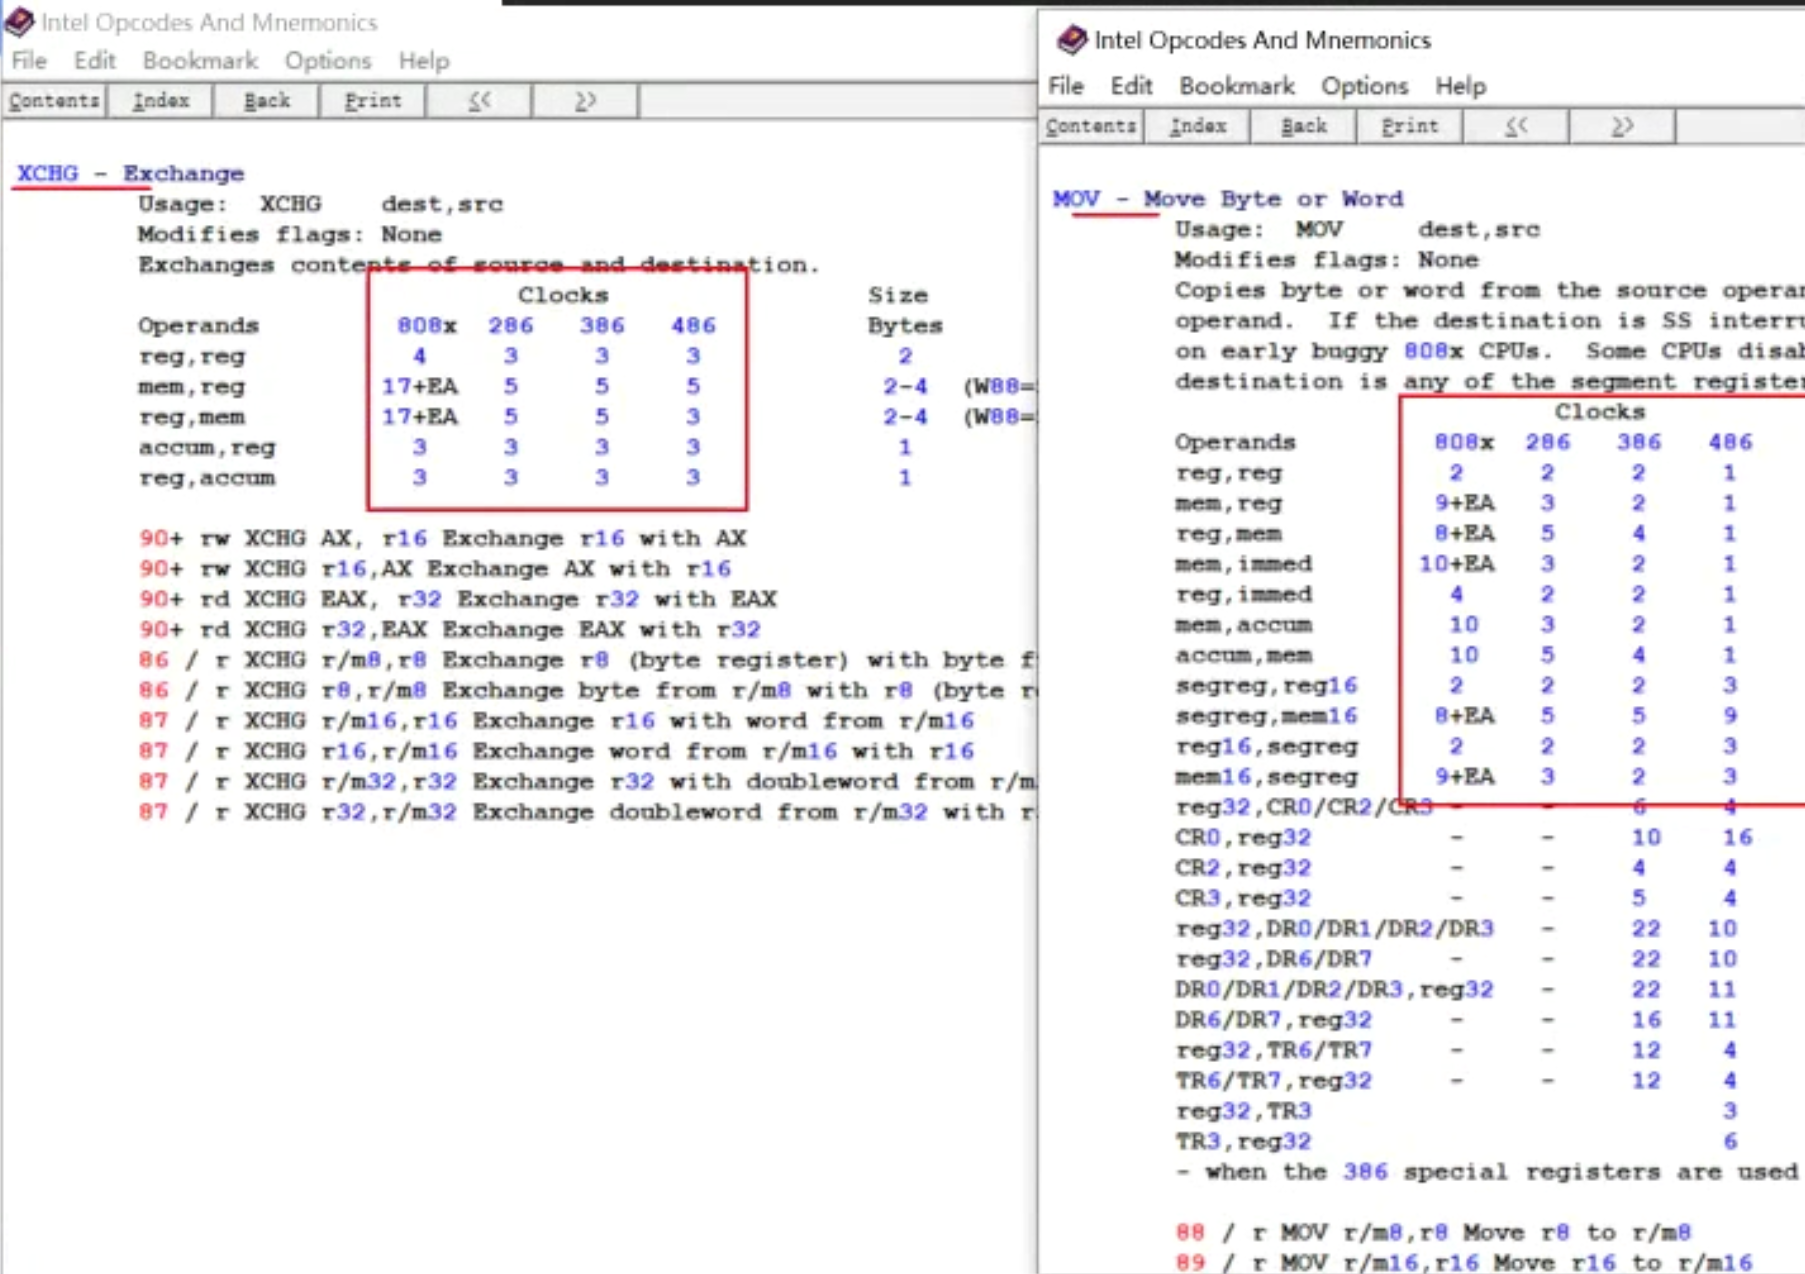 Intel Opcodes And Mnemonics
File Edit Bookmark Options Help
Contents Index Back Print << >>
XCHG - Exchange
Usage: XCHG dest,src
Modifies flags: None
Exchanges contents of source and destination.
Clocks Size
Operands 808x 286 386 486 Bytes
reg,reg 4 3 3 3 2
mem,reg 17+EA 5 5 5 2-4 (W88=
reg,mem 17+EA 5 5 3 2-4 (W88=
accum,reg 3 3 3 3 1
reg,accum 3 3 3 3 1
90+ rw XCHG AX, r16 Exchange r16 with AX
90+ rw XCHG r16,AX Exchange AX with r16
90+ rd XCHG EAX, r32 Exchange r32 with EAX
90+ rd XCHG r32,EAX Exchange EAX with r32
86 / r XCHG r/m8,r8 Exchange r8 (byte register) with byte f
86 / r XCHG r8,r/m8 Exchange byte from r/m8 with r8 (byte r
87 / r XCHG r/m16,r16 Exchange r16 with word from r/m16
87 / r XCHG r16,r/m16 Exchange word from r/m16 with r16
87 / r XCHG r/m32,r32 Exchange r32 with doubleword from r/m
87 / r XCHG r32,r/m32 Exchange doubleword from r/m32 with r
Intel Opcodes And Mnemonics
File Edit Bookmark Options Help
Contents Index Back Print << >>
MOV - Move Byte or Word
Usage: MOV dest,src
Modifies flags: None
Copies byte or word from the source operan
operand. If the destination is SS interru
on early buggy 808x CPUs. Some CPUs disab
destination is any of the segment register
Clocks
Operands 808x 286 386 486
reg,reg 2 2 2 1
mem,reg 9+EA 3 2 1
reg,mem 8+EA 5 4 1
mem,immed 10+EA 3 2 1
reg,immed 4 2 2 1
mem,accum 10 3 2 1
accum,mem 10 5 4 1
segreg,reg16 2 2 2 3
segreg,mem16 8+EA 5 5 9
reg16,segreg 2 2 2 3
mem16,segreg 9+EA 3 2 3
reg32,CR0/CR2/CR3 - - 6 4
CR0,reg32 - - 10 16
CR2,reg32 - - 4 4
CR3,reg32 - - 5 4
reg32,DR0/DR1/DR2/DR3 - 22 10
reg32,DR6/DR7 - - 22 10
DR0/DR1/DR2/DR3,reg32 - 22 11
DR6/DR7,reg32 - - 16 11
reg32,TR6/TR7 - - 12 4
TR6/TR7,reg32 - - 12 4
reg32,TR3 3
TR3,reg32 6
- when the 386 special registers are used
88 / r MOV r/m8,r8 Move r8 to r/m8
89 / r MOV r/m16,r16 Move r16 to r/m16